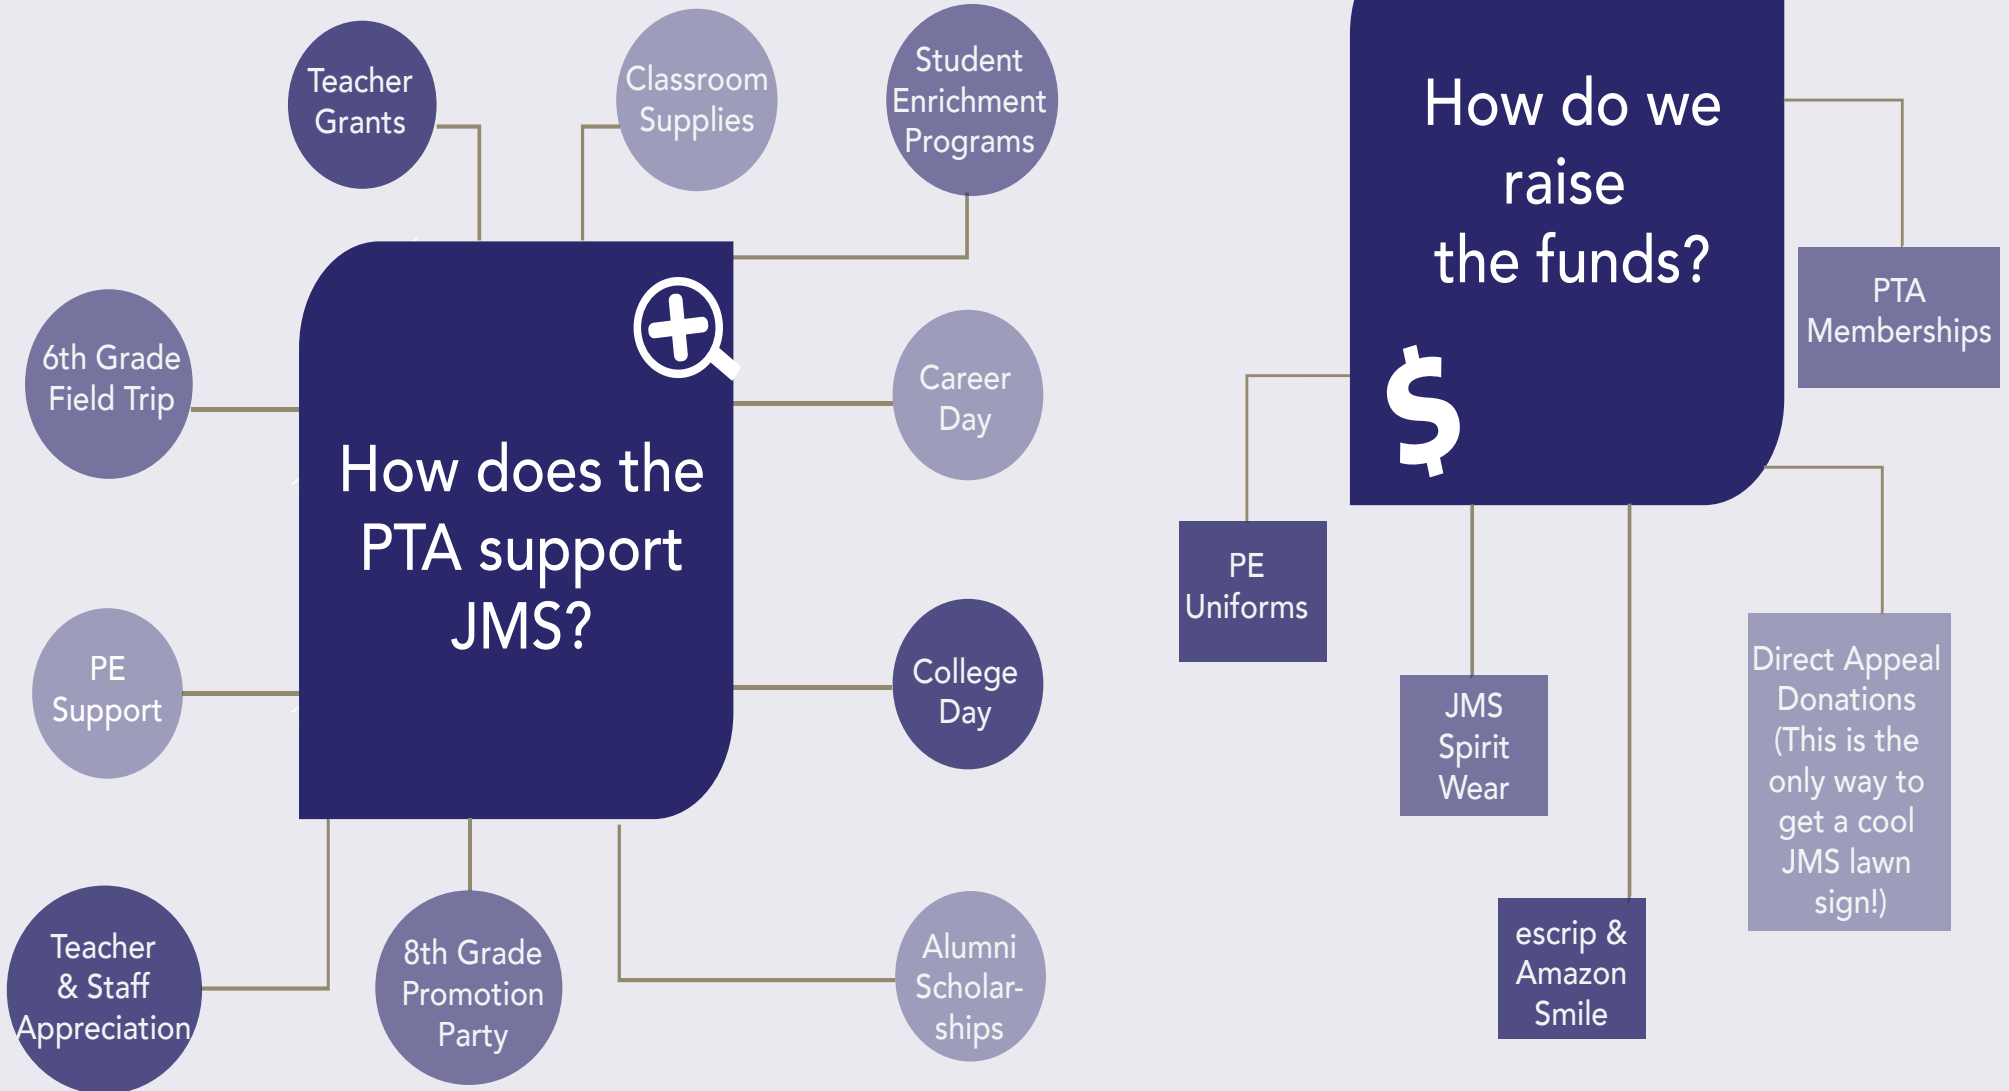 Teacher
Grants
Classroom
Supplies
Student
Enrichment
Programs
6th Grade
Field Trip
How does the
PTA support
JMS?
Career
Day
PE
Support
College
Day
Teacher
& Staff
Appreciation
8th Grade
Promotion
Party
Alumni
Scholar-
ships
How do we
raise
the funds?
$
PTA
Memberships
PE
Uniforms
JMS
Spirit
Wear
Direct Appeal
Donations
(This is the
only way to
get a cool
JMS lawn
sign!)
escrip &
Amazon
Smile